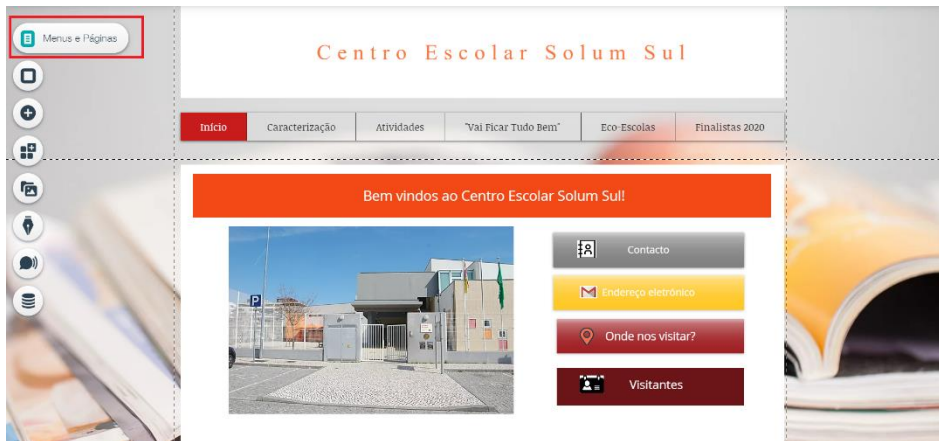 Menus e Páginas
Centro Escolar Solum Sul
Início Caracterização Atividades "Vai Ficar Tudo Bem" Eco-Escolas Finalistas 2020
Bem vindos ao Centro Escolar Solum Sul!
P
Contacto
Endereço eletrónico
Onde nos visitar?
Visitantes